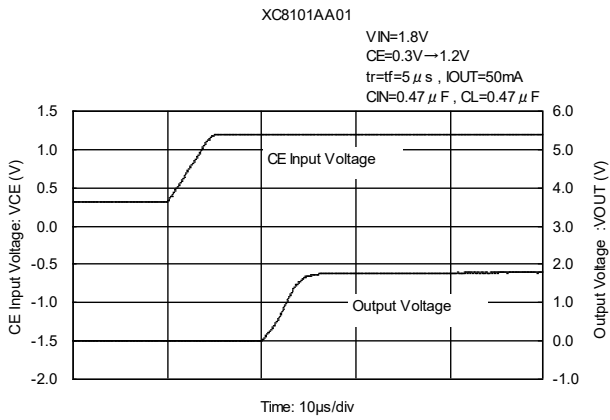 XC8101AA01
VIN=1.8V
CE=0.3V→1.2V
tr=tf=5μs , IOUT=50mA
CIN=0.47μF , CL=0.47μF
CE Input Voltage: VCE (V)
1.5
1.0
0.5
0.0
-0.5
-1.0
-1.5
-2.0
CE Input Voltage
Output Voltage
6.0
5.0
4.0
3.0
2.0
1.0
0.0
-1.0
Output Voltage :VOUT (V)
Time: 10μs/div